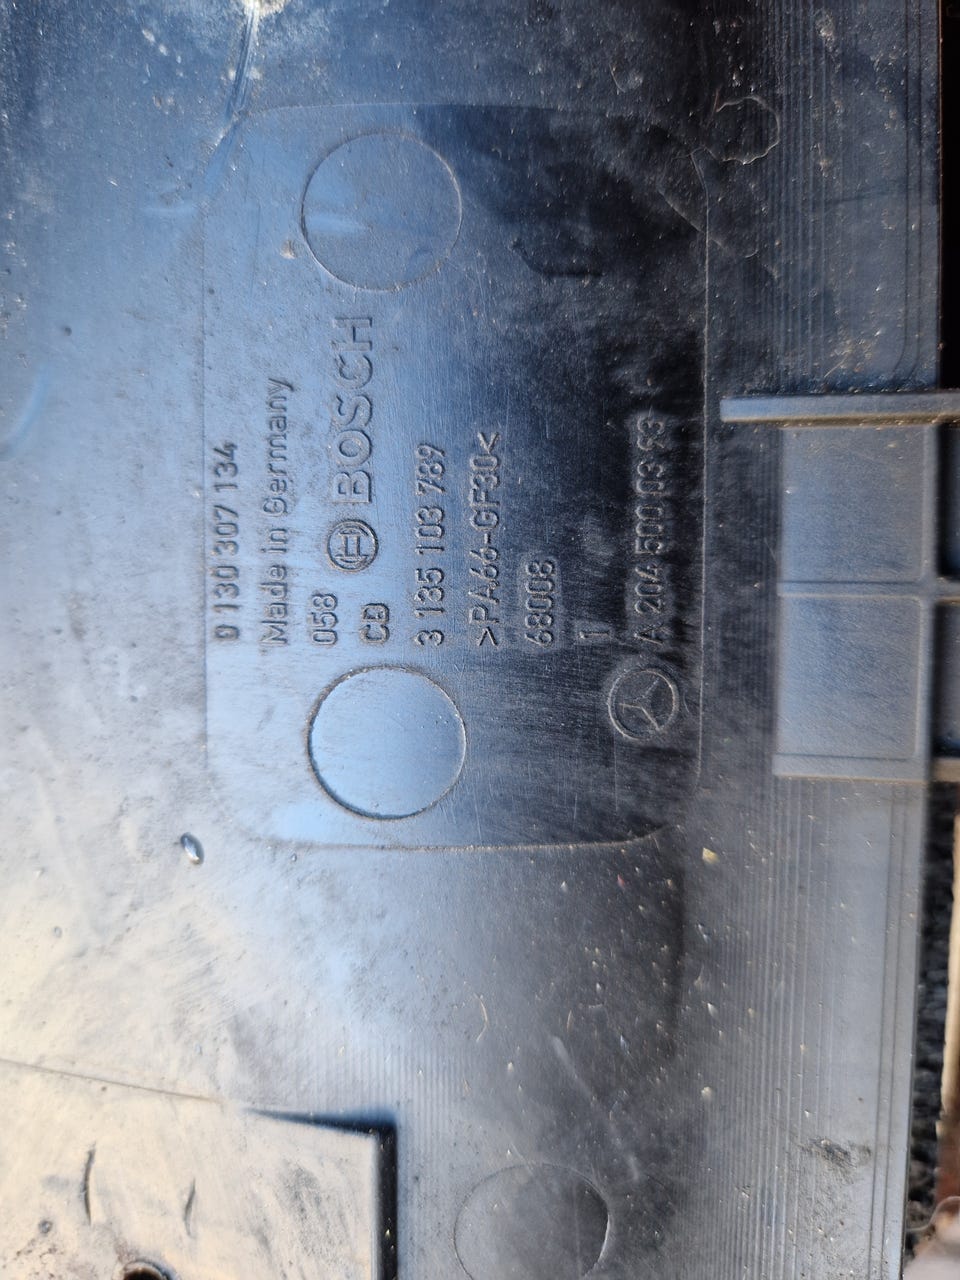 0 130 307 134
Made in Germany
058 BOSCH
CD
3 135 103 789
>PA66-GF30<
68008
1
A 204 500 03 93